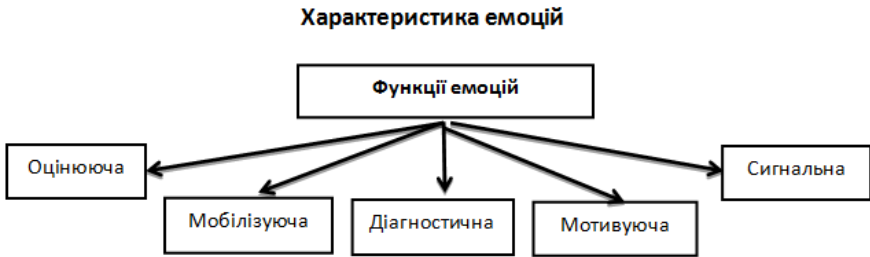 Характеристика емоцій
Функції емоцій
Оцінююча
Мобілізуюча
Діагностична
Мотивуюча
Сигнальна